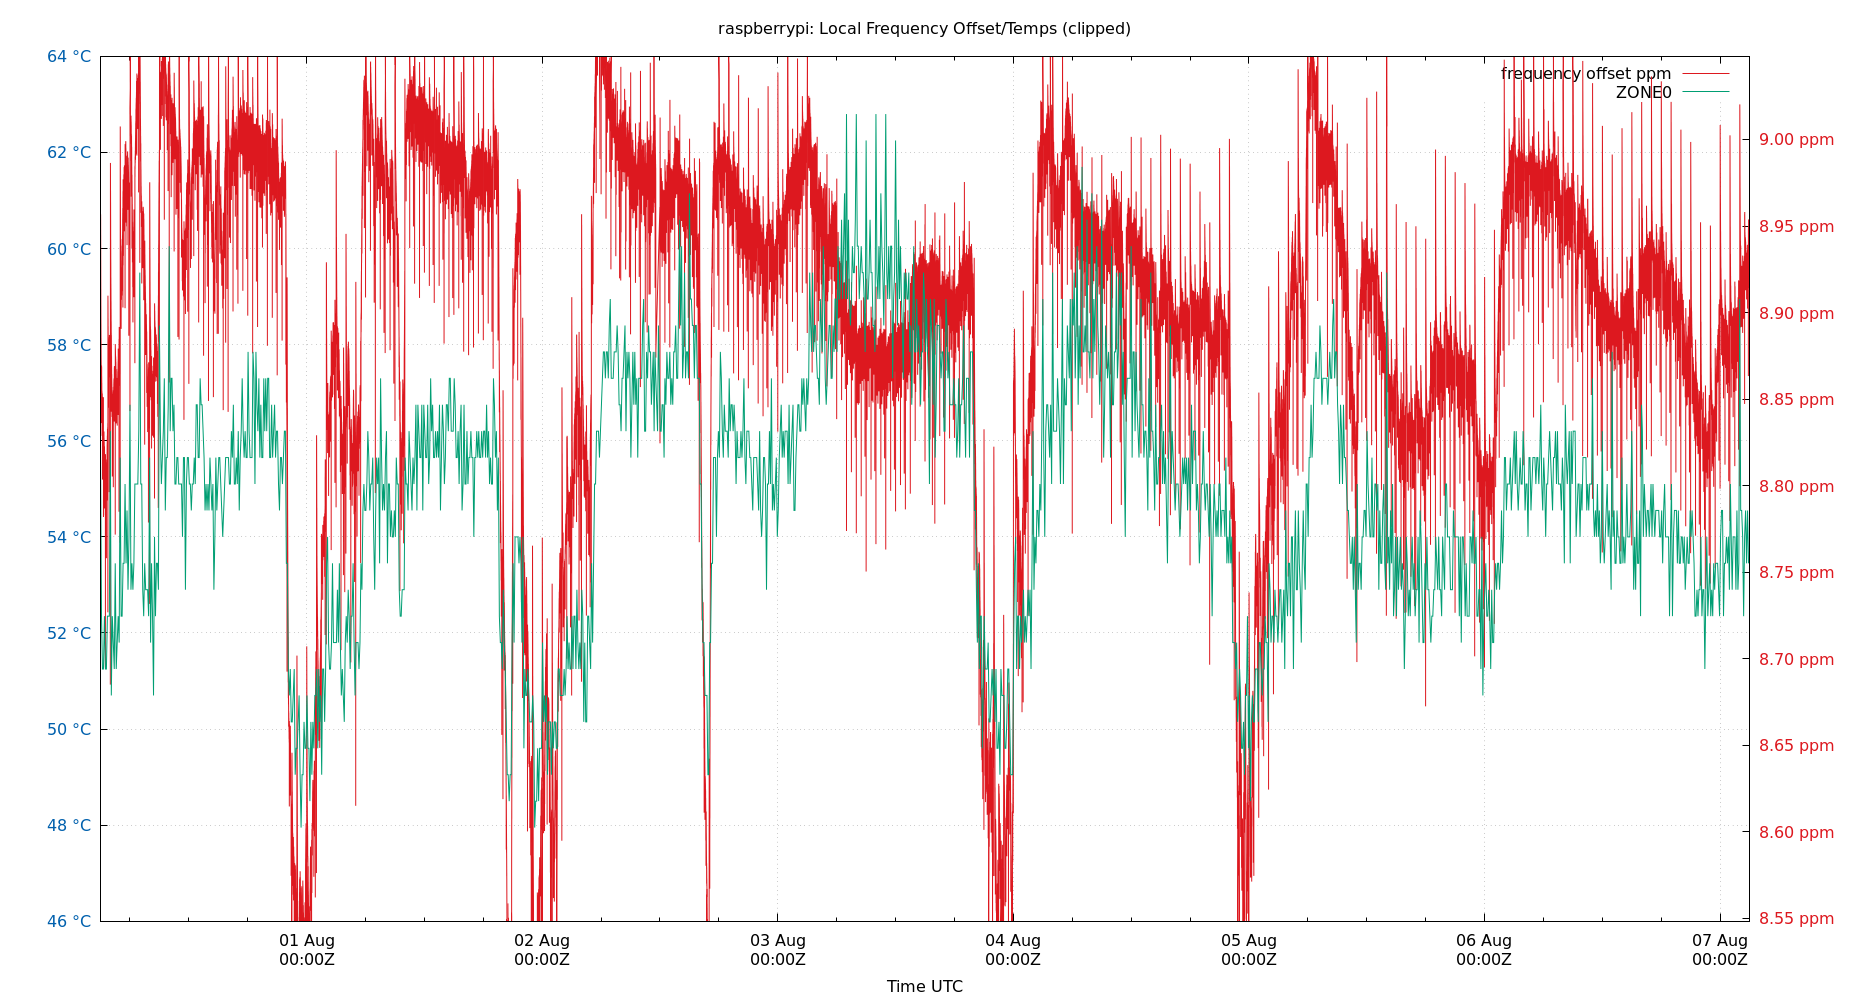 raspberrypi: Local Frequency Offset/Temps (clipped)
64 °C
62 °C
60 °C
58 °C
56 °C
54 °C
52 °C
50 °C
48 °C
46 °C
frequency offset ppm
ZONE0
9.00 ppm
8.95 ppm
8.90 ppm
8.85 ppm
8.80 ppm
8.75 ppm
8.70 ppm
8.65 ppm
8.60 ppm
8.55 ppm
01 Aug
00:00Z
02 Aug
00:00Z
03 Aug
00:00Z
04 Aug
00:00Z
05 Aug
00:00Z
06 Aug
00:00Z
07 Aug
00:00Z
Time UTC